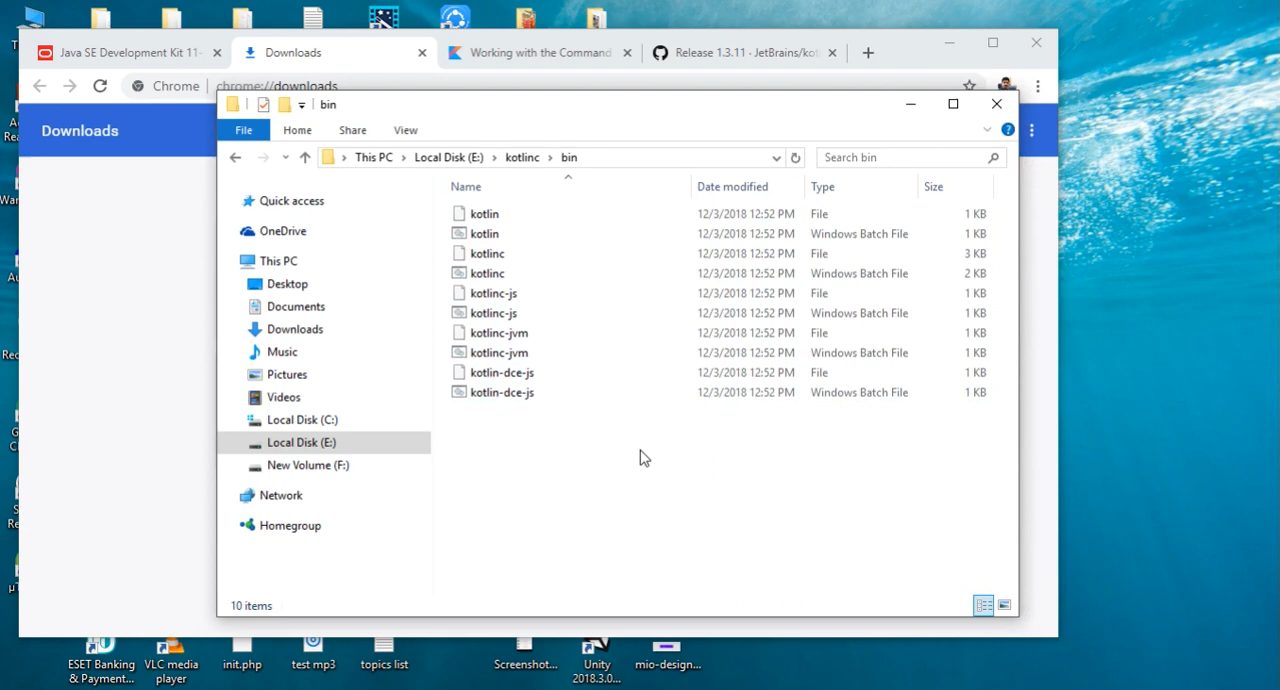 Java SE Development Kit 11-
Downloads
Working with the Command
Release 1.3.11 · JetBrains/kot
Chrome
chrome://downloads
Downloads
bin
File
Home
Share
View
This PC
Local Disk (E:)
kotlinc
bin
Search bin
Name
Date modified
Type
Size
kotlin 12/3/2018 12:52 PM File 1 KB
kotlin 12/3/2018 12:52 PM Windows Batch File 1 KB
kotlinc 12/3/2018 12:52 PM File 3 KB
kotlinc 12/3/2018 12:52 PM Windows Batch File 2 KB
kotlinc-js 12/3/2018 12:52 PM File 1 KB
kotlinc-js 12/3/2018 12:52 PM Windows Batch File 1 KB
kotlinc-jvm 12/3/2018 12:52 PM File 1 KB
kotlinc-jvm 12/3/2018 12:52 PM Windows Batch File 1 KB
kotlin-dce-js 12/3/2018 12:52 PM File 1 KB
kotlin-dce-js 12/3/2018 12:52 PM Windows Batch File 1 KB
Quick access
OneDrive
This PC
Desktop
Documents
Downloads
Music
Pictures
Videos
Local Disk (C:)
Local Disk (E:)
New Volume (F:)
Network
Homegroup
10 items
ESET Banking
& Payment...
VLC media
player
init.php
test mp3
topics list
Screenshot...
Unity
2018.3.0...
mio-design...